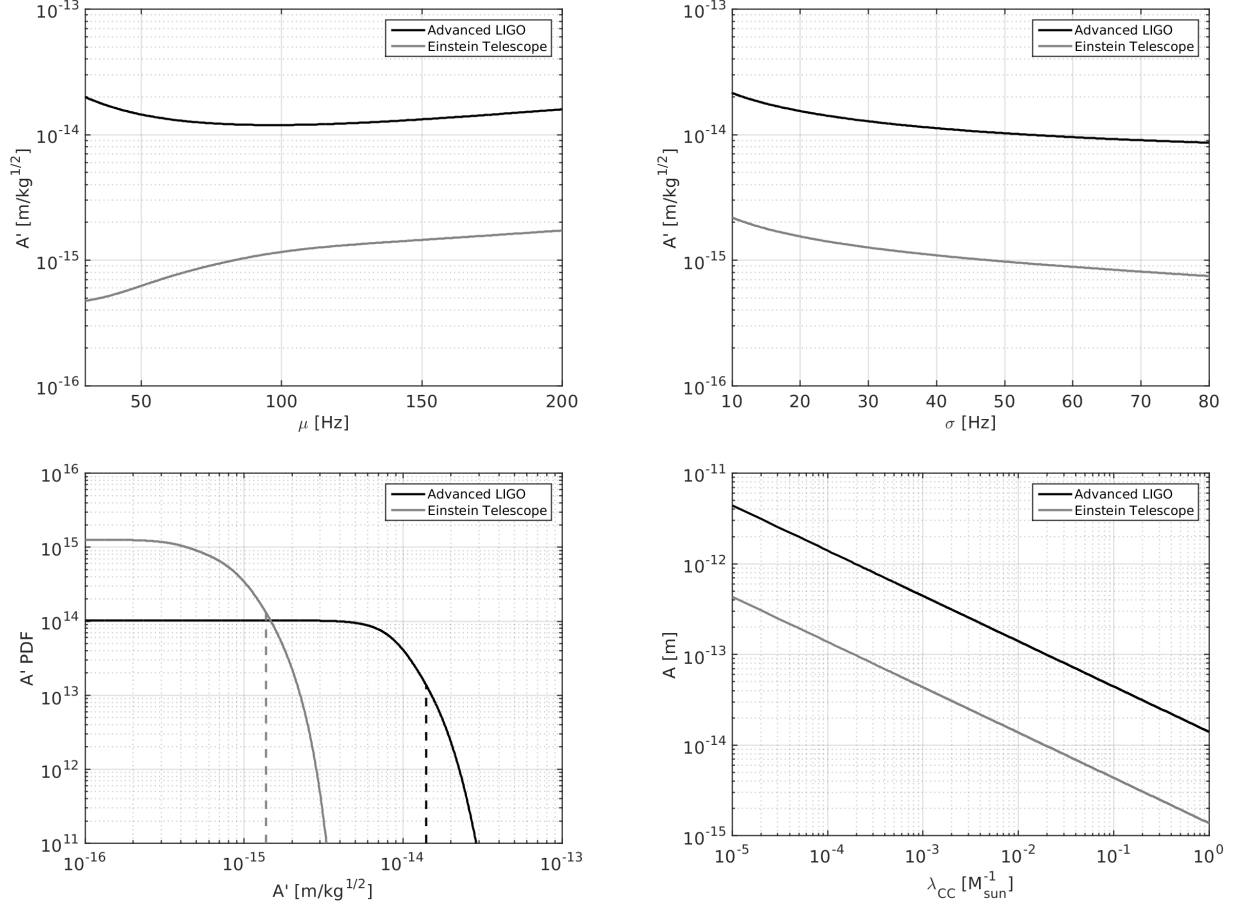 10^-13
10^-14
10^-15
10^-16
A' [m/kg^1/2]
50
100
150
200
μ [Hz]
Advanced LIGO
Einstein Telescope
10^-13
10^-14
10^-15
10^-16
A' [m/kg^1/2]
10
20
30
40
50
60
70
80
σ [Hz]
Advanced LIGO
Einstein Telescope
10^16
10^15
10^14
10^13
10^12
10^11
A' PDF
10^-16
10^-15
10^-14
10^-13
A' [m/kg^1/2]
Advanced LIGO
Einstein Telescope
10^-11
10^-12
10^-13
10^-14
10^-15
A [m]
10^-5
10^-4
10^-3
10^-2
10^-1
10^0
λ_CC [M_sun^-1]
Advanced LIGO
Einstein Telescope